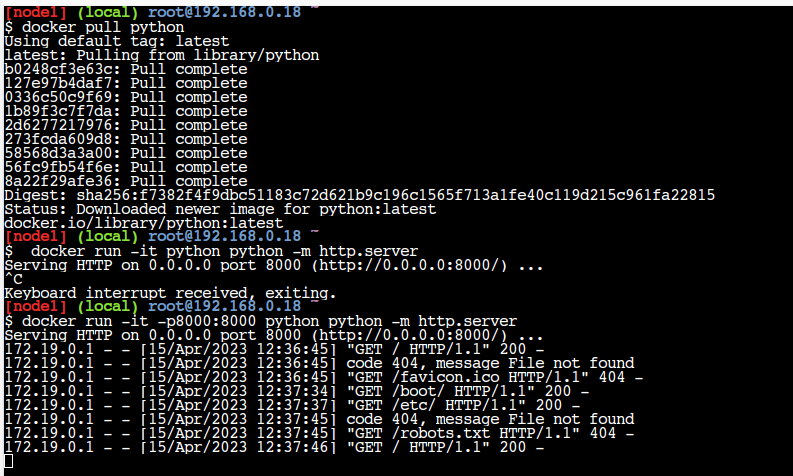 [node1] (local) root@192.168.0.18 ~
$ docker pull python
Using default tag: latest
latest: Pulling from library/python
b0248cf3e63c: Pull complete
127e97b4daf7: Pull complete
0336c50c9f69: Pull complete
1b89f3c7f7da: Pull complete
2d6277217976: Pull complete
273fcda609d8: Pull complete
58568d3a3a00: Pull complete
56fc9fb54f6e: Pull complete
8a22f29afe36: Pull complete
Digest: sha256:f7382f4f9dbc51183c72d621b9c196c1565f713a1fe40c119d215c961fa22815
Status: Downloaded newer image for python:latest
docker.io/library/python:latest
[node1] (local) root@192.168.0.18 ~
$  docker run -it python python -m http.server
Serving HTTP on 0.0.0.0 port 8000 (http://0.0.0.0:8000/) ...
^C
Keyboard interrupt received, exiting.
[node1] (local) root@192.168.0.18 ~
$ docker run -it -p8000:8000 python python -m http.server
Serving HTTP on 0.0.0.0 port 8000 (http://0.0.0.0:8000/) ...
172.19.0.1 - - [15/Apr/2023 12:36:45] "GET / HTTP/1.1" 200 -
172.19.0.1 - - [15/Apr/2023 12:36:45] code 404, message File not found
172.19.0.1 - - [15/Apr/2023 12:36:45] "GET /favicon.ico HTTP/1.1" 404 -
172.19.0.1 - - [15/Apr/2023 12:37:34] "GET /boot/ HTTP/1.1" 200 -
172.19.0.1 - - [15/Apr/2023 12:37:37] "GET /etc/ HTTP/1.1" 200 -
172.19.0.1 - - [15/Apr/2023 12:37:45] code 404, message File not found
172.19.0.1 - - [15/Apr/2023 12:37:45] "GET /robots.txt HTTP/1.1" 404 -
172.19.0.1 - - [15/Apr/2023 12:37:46] "GET / HTTP/1.1" 200 -